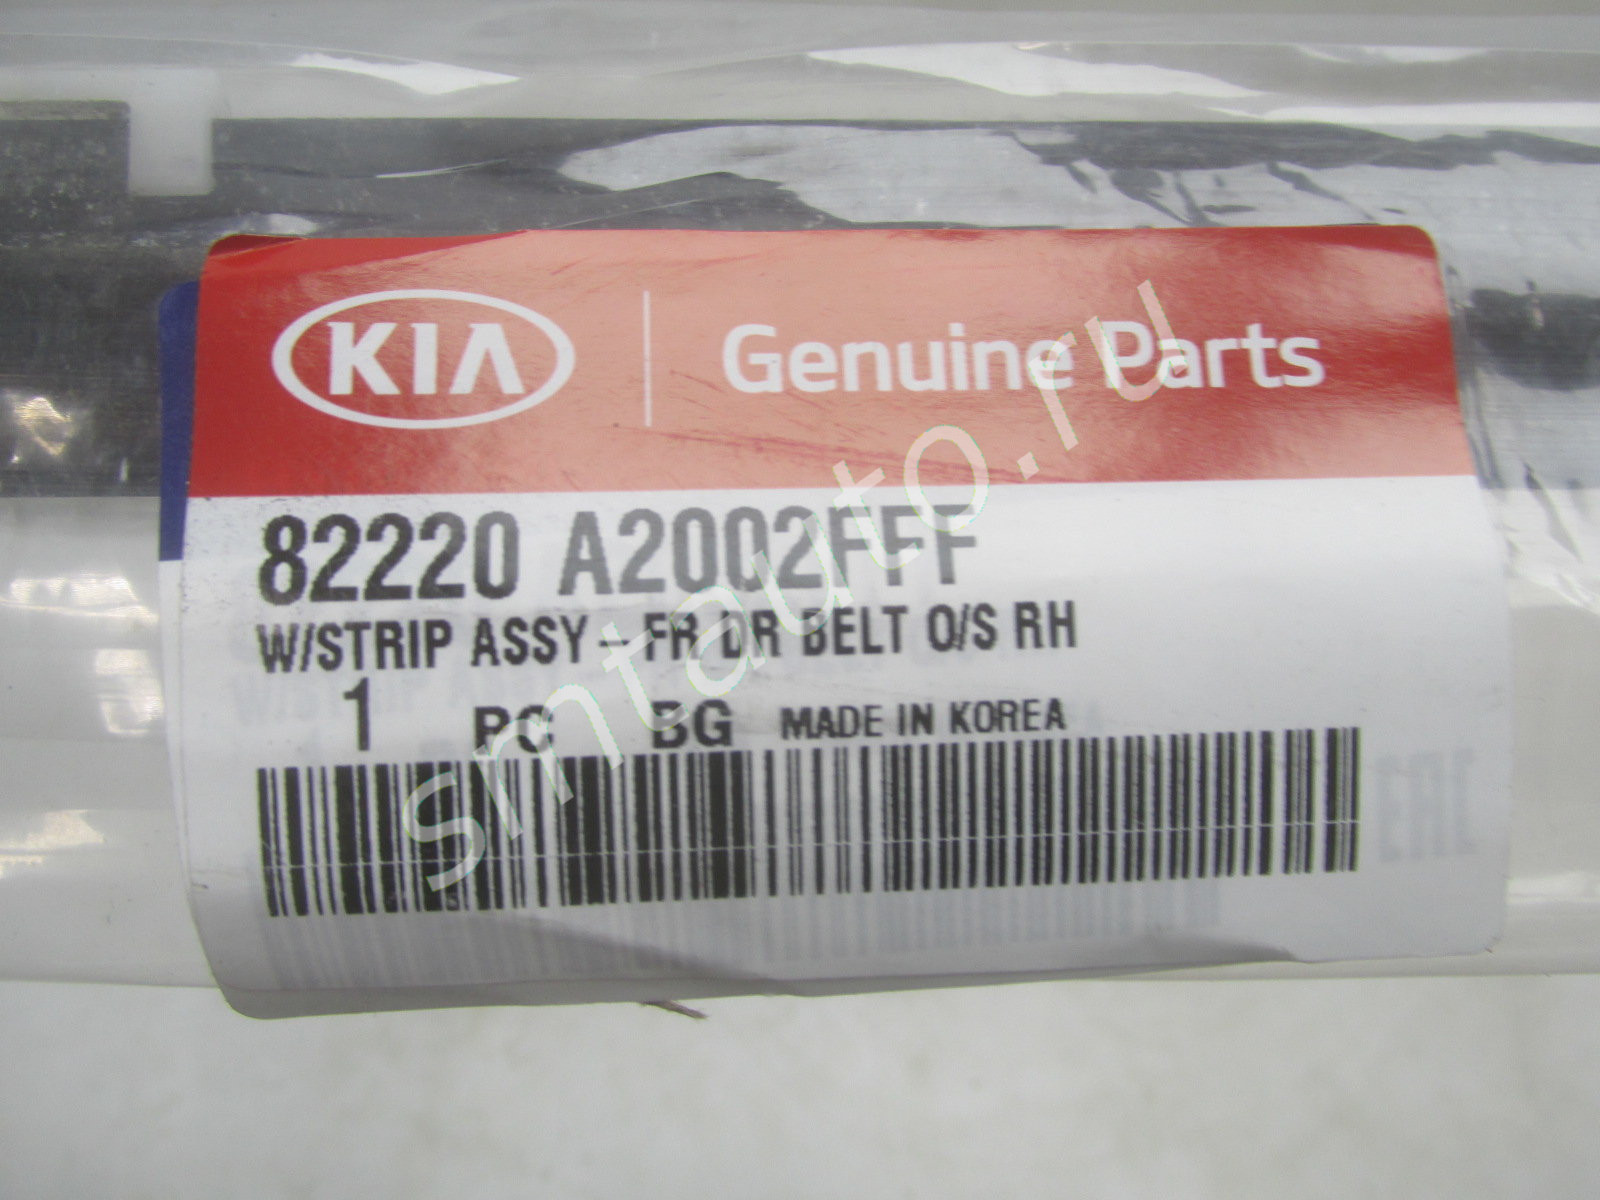 KIA | Genuine Parts
82220 A2002FFF
W/STRIP ASSY - FR DR BELT O/S RH
1 PC BG MADE IN KOREA
smtauto.ru